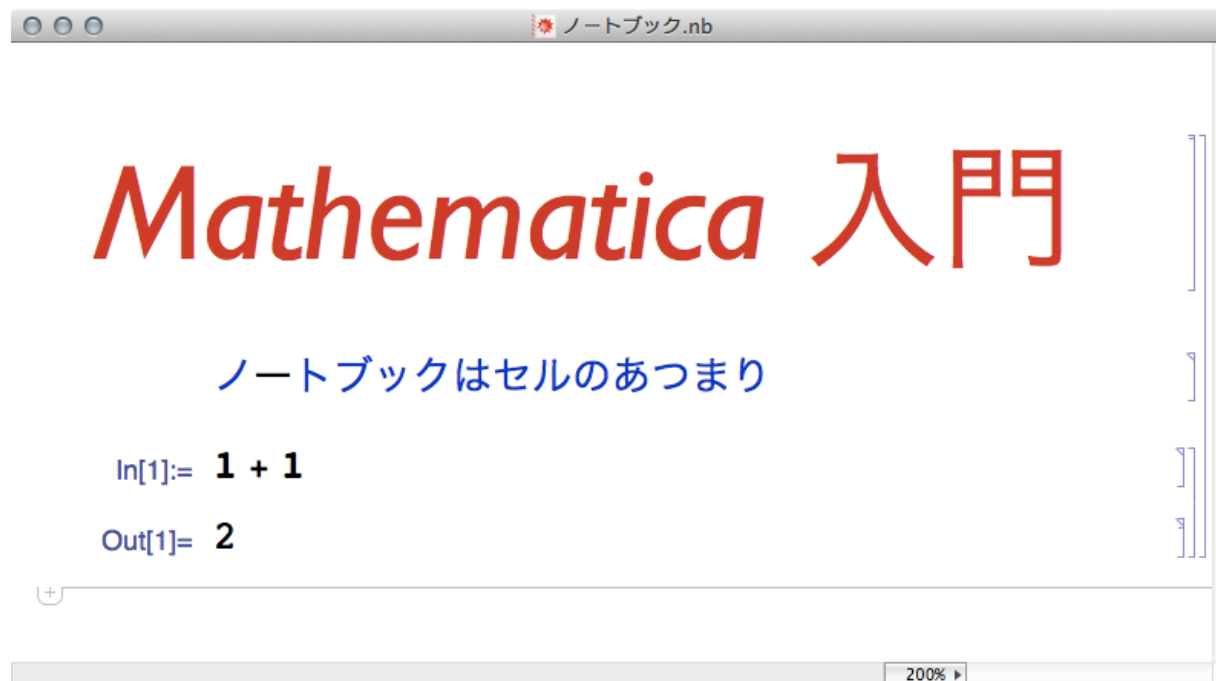 ノートブック.nb
Mathematica 入門
ノートブックはセルのあつまり
In[1]:= 1 + 1
Out[1]= 2
200%